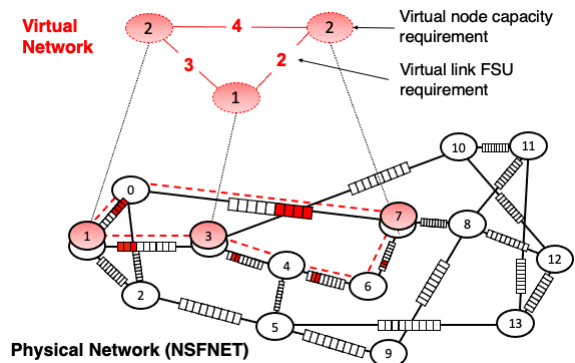 Virtual
Network
2
4
2
Virtual node capacity
requirement
3
2
Virtual link FSU
requirement
1
10
11
0
7
8
1
3
4
12
6
2
5
13
9
Physical Network (NSFNET)